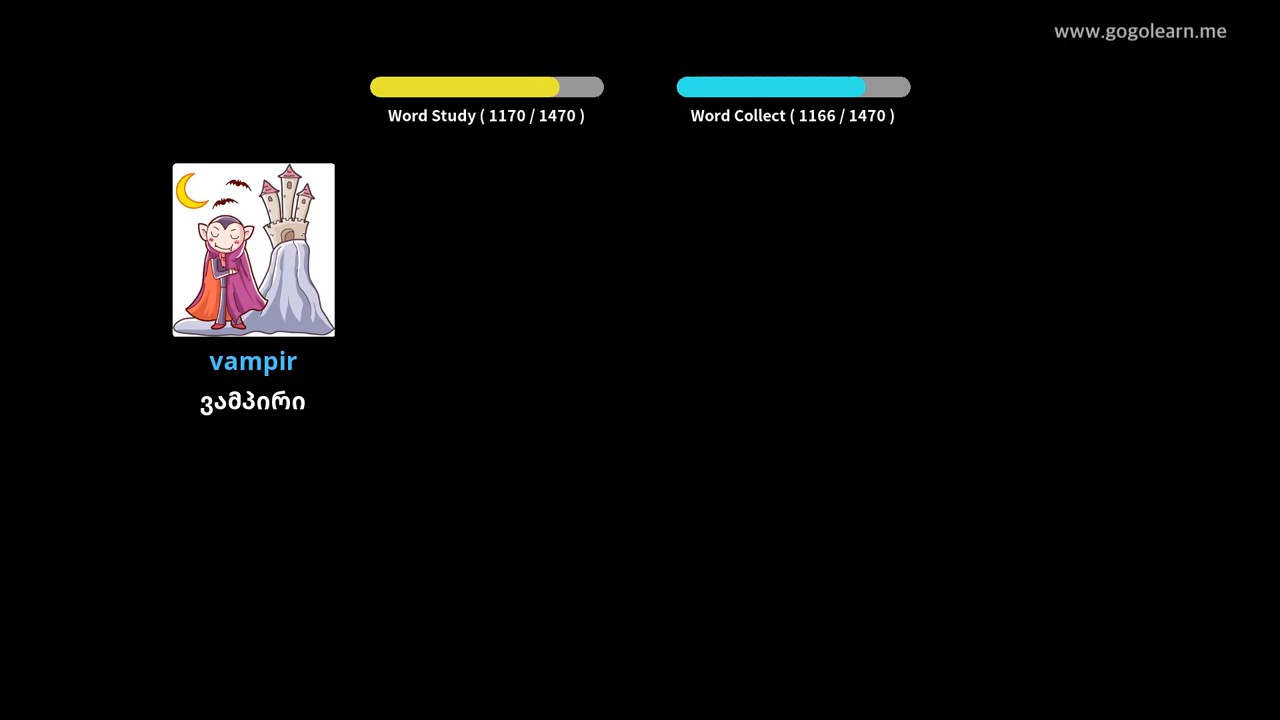 www.gogolearn.me
Word Study ( 1170 / 1470 )
Word Collect ( 1166 / 1470 )
vampir
ვამპირი